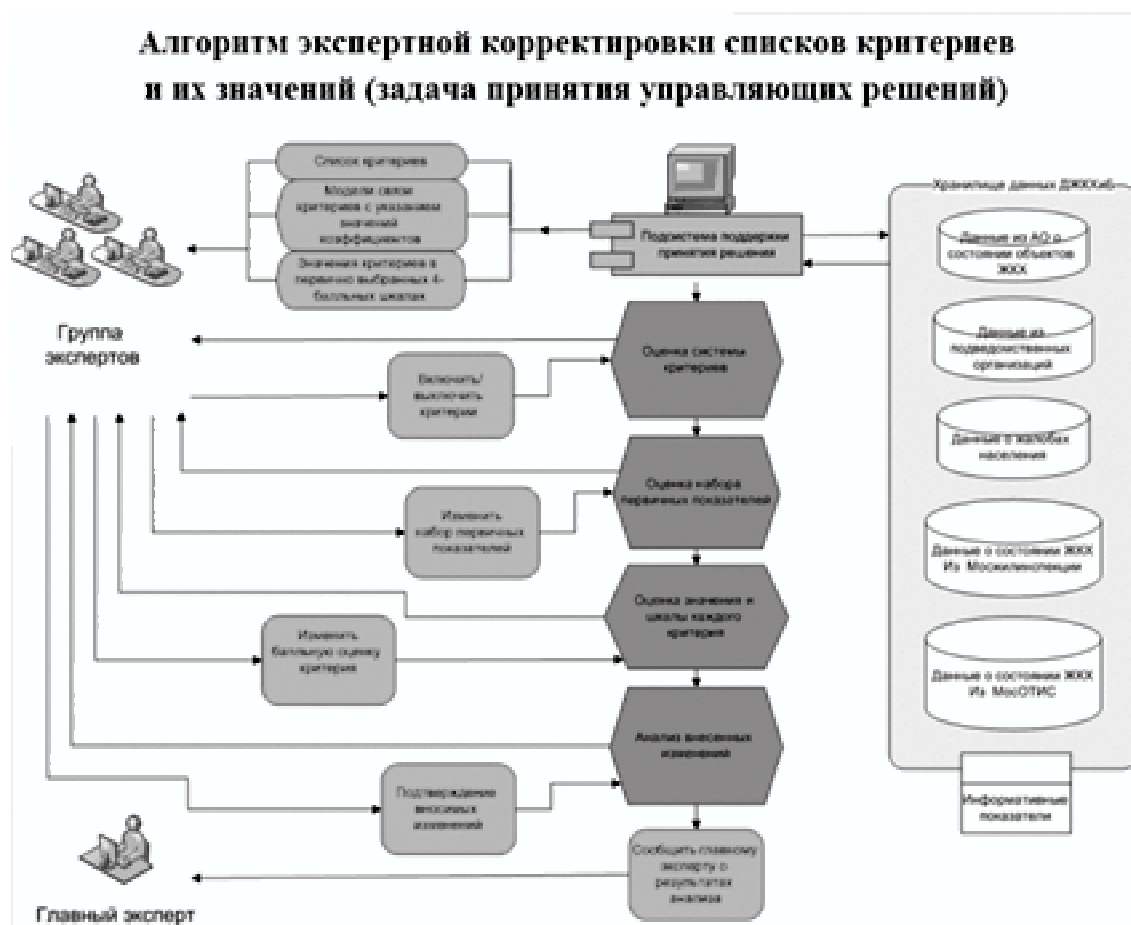 Алгоритм экспертной корректировки списков критериев
и их значений (задача принятия управляющих решений)
Список критериев
Модели связи
критериев с указанием
значений
коэффициентов
Значения критериев в
первично выбранных 4-
балльных шкалах
Группа
экспертов
Подсистема поддержки
принятия решения
Хранилище данных ДЖКХиБ
Данные из АО о
состоянии объектов
ЖКХ
Данные из
подведомственных
организаций
Данные о жалобах
населения
Данные о состоянии ЖКХ
Из Мосжилинспекции
Данные о состоянии ЖКХ
Из МосОТИС
Информативные
показатели
Оценка системы
критериев
Включить/
выключить
критерии
Оценка набора
первичных показателей
Изменить
набор первичных
показателей
Оценка значения и
шкалы каждого
критерия
Изменить
балльную оценку
критерия
Анализ внесенных
изменений
Подтверждение
вносимых
изменений
Сообщить главному
эксперту о
результатах
анализа
Главный эксперт